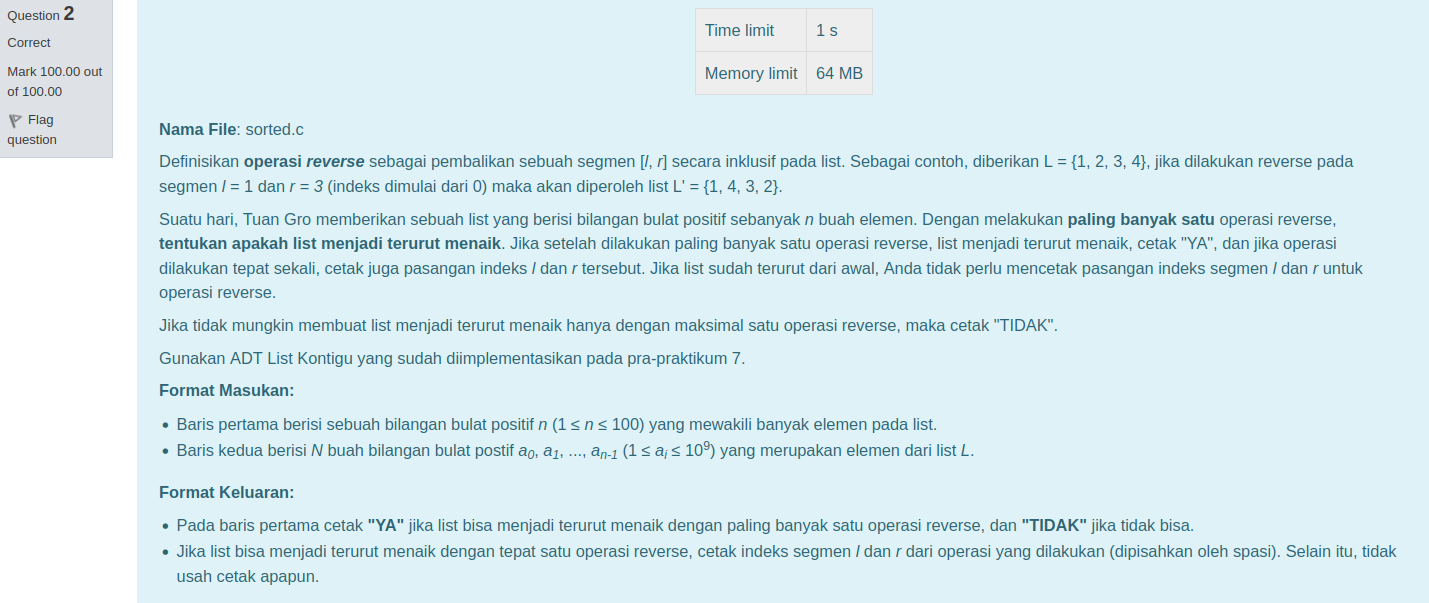 Question 2
Correct
Mark 100.00 out
of 100.00
Flag
question
Time limit 1 s
Memory limit 64 MB
Nama File: sorted.c
Definisikan operasi reverse sebagai pembalikan sebuah segmen [l, r] secara inklusif pada list. Sebagai contoh, diberikan L = {1, 2, 3, 4}, jika dilakukan reverse pada
segmen l = 1 dan r = 3 (indeks dimulai dari 0) maka akan diperoleh list L' = {1, 4, 3, 2}.
Suatu hari, Tuan Gro memberikan sebuah list yang berisi bilangan bulat positif sebanyak n buah elemen. Dengan melakukan paling banyak satu operasi reverse,
tentukan apakah list menjadi terurut menaik. Jika setelah dilakukan paling banyak satu operasi reverse, list menjadi terurut menaik, cetak "YA", dan jika operasi
dilakukan tepat sekali, cetak juga pasangan indeks l dan r tersebut. Jika list sudah terurut dari awal, Anda tidak perlu mencetak pasangan indeks segmen l dan r untuk
operasi reverse.
Jika tidak mungkin membuat list menjadi terurut menaik hanya dengan maksimal satu operasi reverse, maka cetak "TIDAK".
Gunakan ADT List Kontigu yang sudah diimplementasikan pada pra-praktikum 7.
Format Masukan:
• Baris pertama berisi sebuah bilangan bulat positif n (1 ≤ n ≤ 100) yang mewakili banyak elemen pada list.
• Baris kedua berisi N buah bilangan bulat postif a0, a1, ..., an-1 (1 ≤ ai ≤ 10⁹) yang merupakan elemen dari list L.
Format Keluaran:
• Pada baris pertama cetak "YA" jika list bisa menjadi terurut menaik dengan paling banyak satu operasi reverse, dan "TIDAK" jika tidak bisa.
• Jika list bisa menjadi terurut menaik dengan tepat satu operasi reverse, cetak indeks segmen l dan r dari operasi yang dilakukan (dipisahkan oleh spasi). Selain itu, tidak
usah cetak apapun.